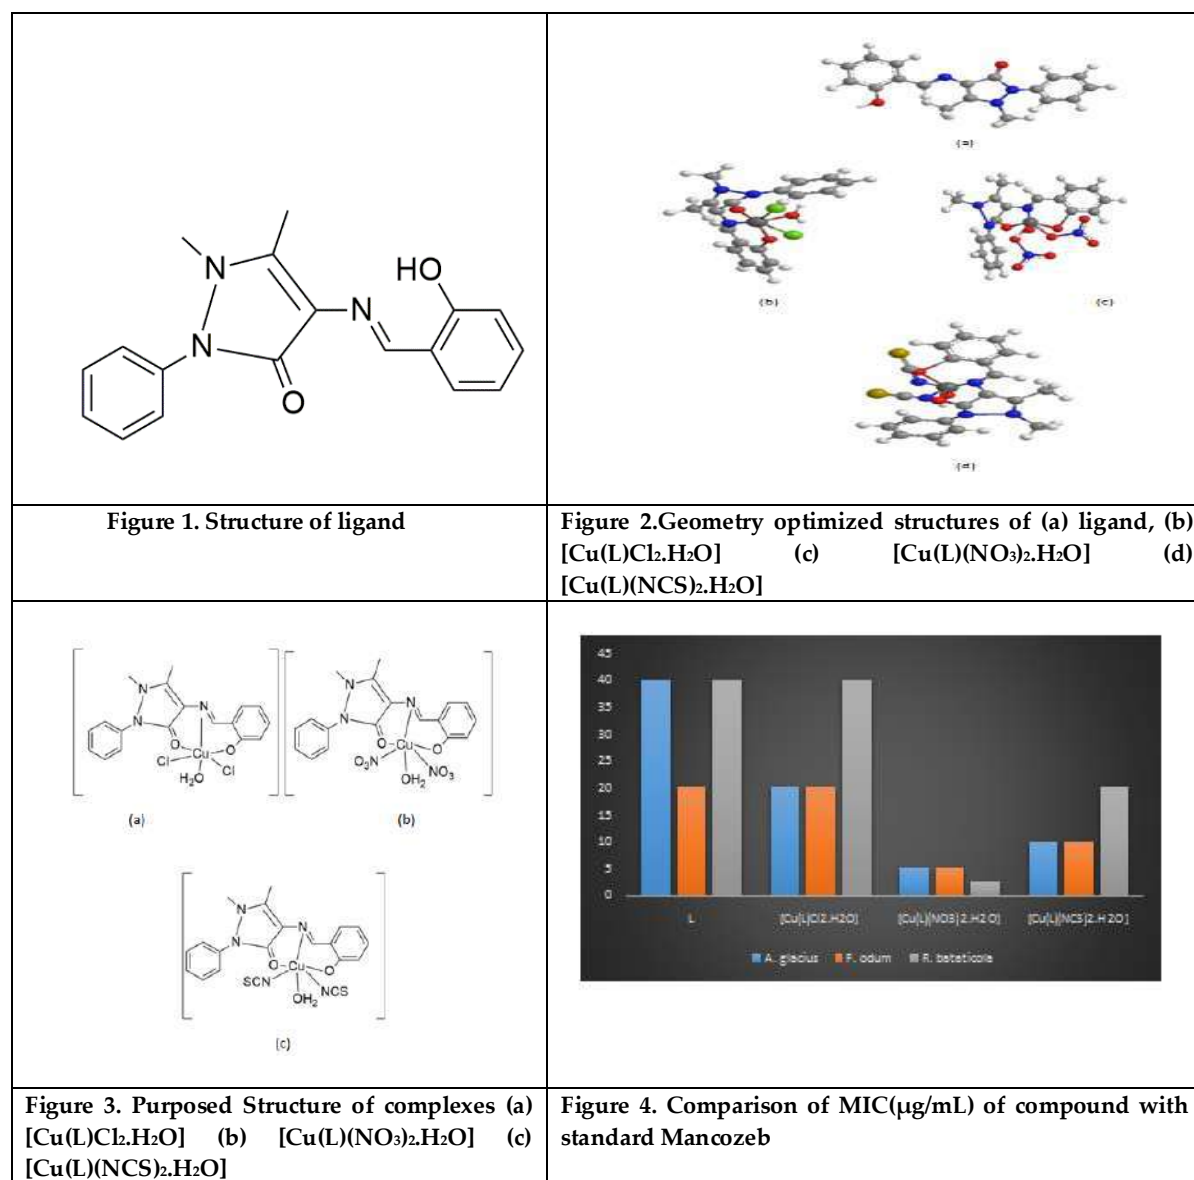 N
N
O
N
HO
(a)
(b)
(c)
(d)
Figure 1. Structure of ligand
Figure 2.Geometry optimized structures of (a) ligand, (b)
[Cu(L)Cl₂.H₂O] (c) [Cu(L)(NO₃)₂.H₂O] (d)
[Cu(L)(NCS)₂.H₂O]
N
N
N
O
Cu
O
Cl
Cl
H₂O
(a)
N
N
N
O
Cu
O
O₃N
NO₃
OH₂
(b)
N
N
N
O
Cu
O
SCN
NCS
OH₂
(c)
45
40
35
30
25
20
15
10
5
0
L
[Cu(L)Cl2.H2O]
[Cu(L)(NO3)2.H2O]
[Cu(L)(NCS)2.H2O]
A. glacius
F. odum
R. bataticola
Figure 3. Purposed Structure of complexes (a)
[Cu(L)Cl₂.H₂O] (b) [Cu(L)(NO₃)₂.H₂O] (c)
[Cu(L)(NCS)₂.H₂O]
Figure 4. Comparison of MIC(µg/mL) of compound with
standard Mancozeb